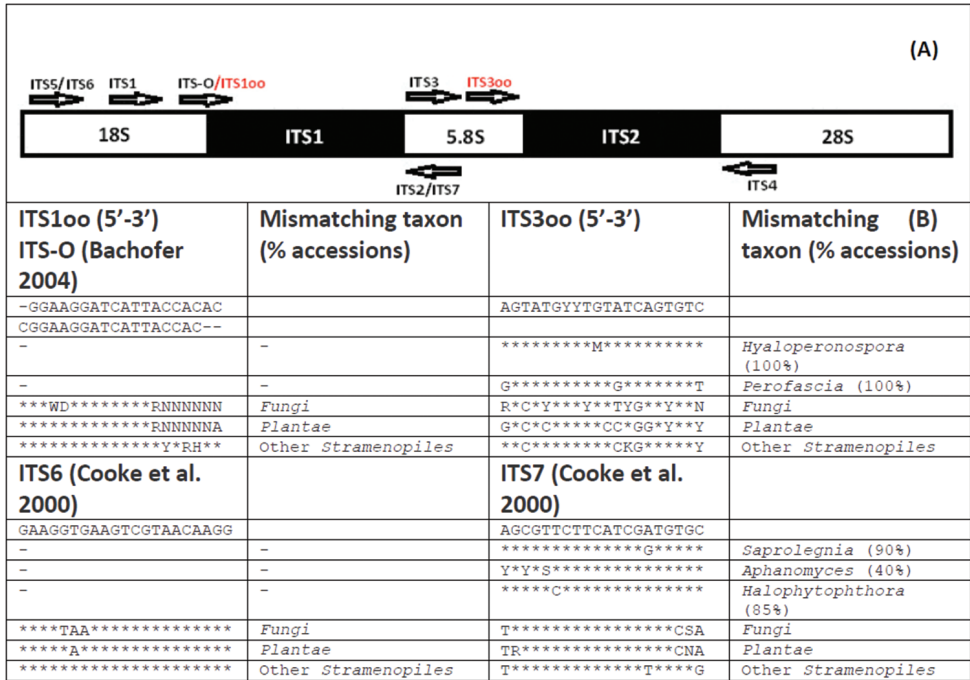 (A)
ITS5/ITS6 ITS1 ITS-O/ITS1oo ITS3 ITS3oo
18S ITS1 5.8S ITS2 28S
ITS2/ITS7 ITS4
ITS1oo (5’-3’) Mismatching taxon ITS3oo (5’-3’) Mismatching (B)
ITS-O (Bachofer (% accessions) taxon (% accessions)
2004)
-GGAAGGATCATTACCACAC AGTATGYYTGTATCAGTGTC
CGGAAGGATCATTACCAC--
- - *********M********** Hyaloperonospora
(100%)
- - G**********G*******T Perofascia (100%)
***WD********RNNNNNN Fungi R*C*Y***Y**TYG**Y**N Fungi
*************RNNNNNA Plantae G*C*C*****CC*GG*Y**Y Plantae
**************Y*RH** Other Stramenopiles **C********CKG*****Y Other Stramenopiles
ITS6 (Cooke et al. ITS7 (Cooke et al.
2000) 2000)
GAAGGTGAAGTCGTAACAAGG AGCGTTCTTCATCGATGTGC
- - **************G***** Saprolegnia (90%)
- - Y*Y*S*************** Aphanomyces (40%)
- - *****C************** Halophytophthora
(85%)
****TAA************** Fungi T****************CSA Fungi
*****A*************** Plantae TR***************CNA Plantae
********************* Other Stramenopiles T*************T****G Other Stramenopiles